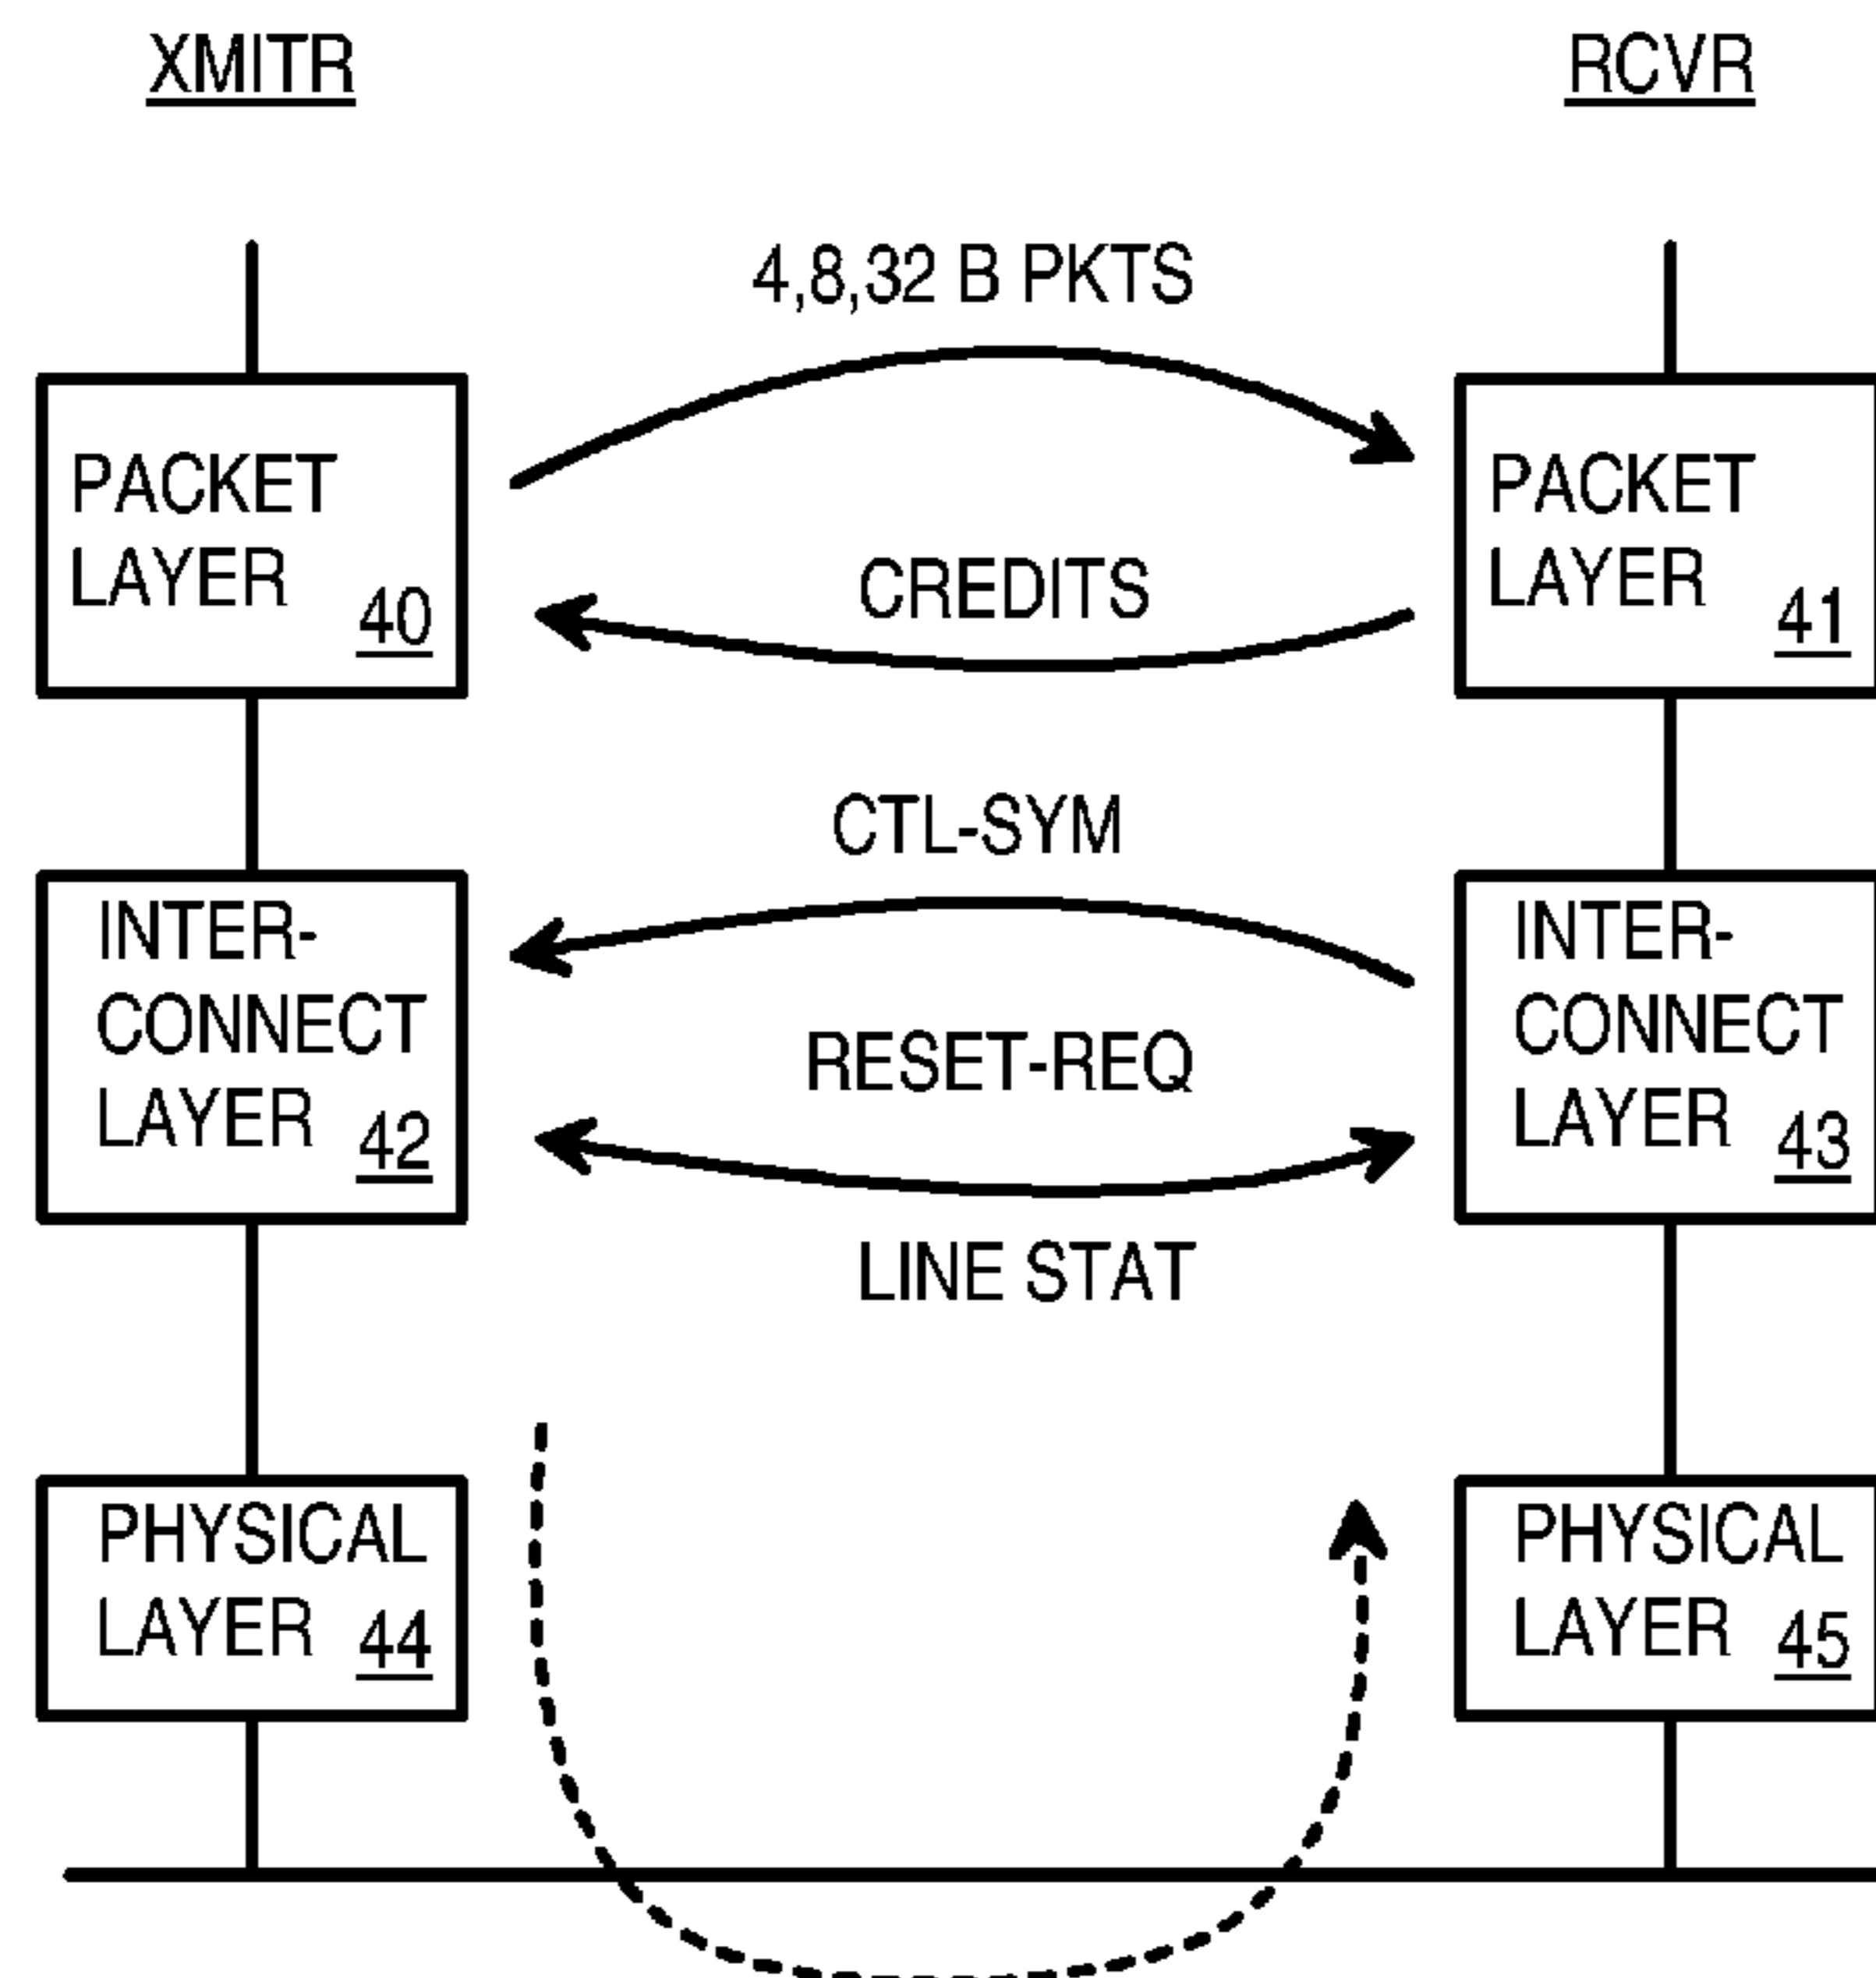 XMITR
RCVR
4,8,32 B PKTS
PACKET
LAYER 40
PACKET
LAYER 41
CREDITS
CTL-SYM
INTER-
CONNECT
LAYER 42
INTER-
CONNECT
LAYER 43
RESET-REQ
LINE STAT
PHYSICAL
LAYER 44
PHYSICAL
LAYER 45